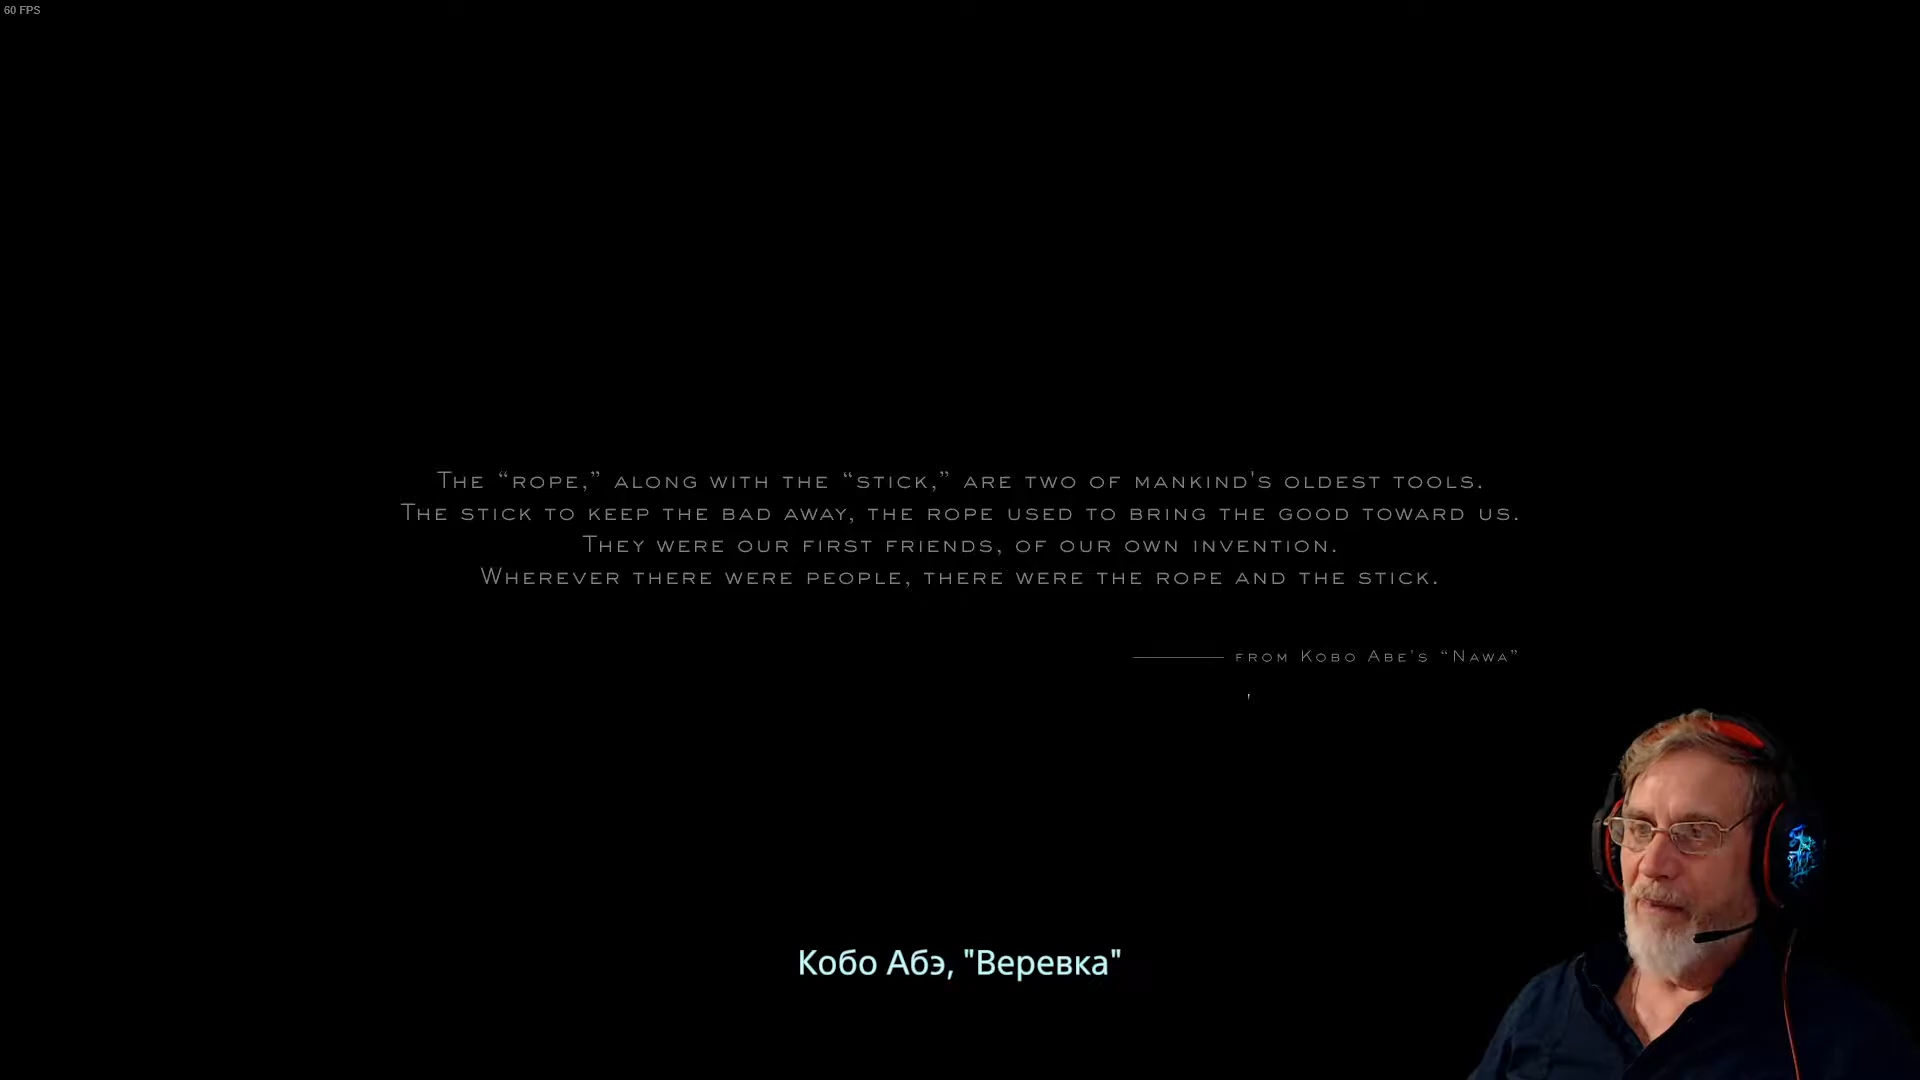 60 FPS
The “rope,” along with the “stick,” are two of mankind's oldest tools.
The stick to keep the bad away, the rope used to bring the good toward us.
They were our first friends, of our own invention.
Wherever there were people, there were the rope and the stick.
from Kobo Abe's “Nawa”
Кобо Абэ, "Веревка"